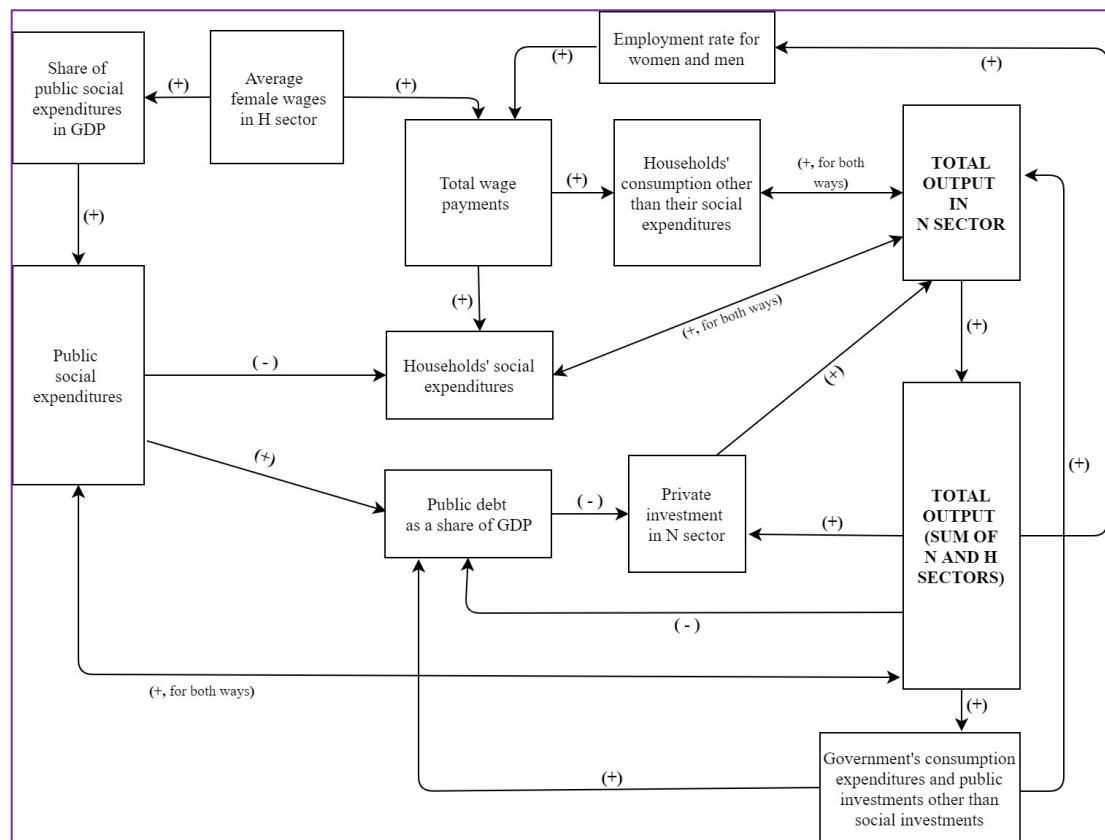 Share of
public social
expenditures
in GDP
(+)
Average
female wages
in H sector
(+)
Employment rate for
women and men
(+)
(+)
(+)
Total wage
payments
(+)
Households'
consumption other
than their social
expenditures
(+, for both
ways)
TOTAL
OUTPUT
IN
N SECTOR
(+)
(+, for both ways)
(+)
Public
social
expenditures
(-)
Households' social
expenditures
(+)
(+)
Public debt
as a share of GDP
(-)
Private
investment
in N sector
(+)
TOTAL
OUTPUT
(SUM OF
N AND H
SECTORS)
(+)
(-)
(+, for both ways)
(+)
(+)
Government's consumption
expenditures and public
investments other than
social investments